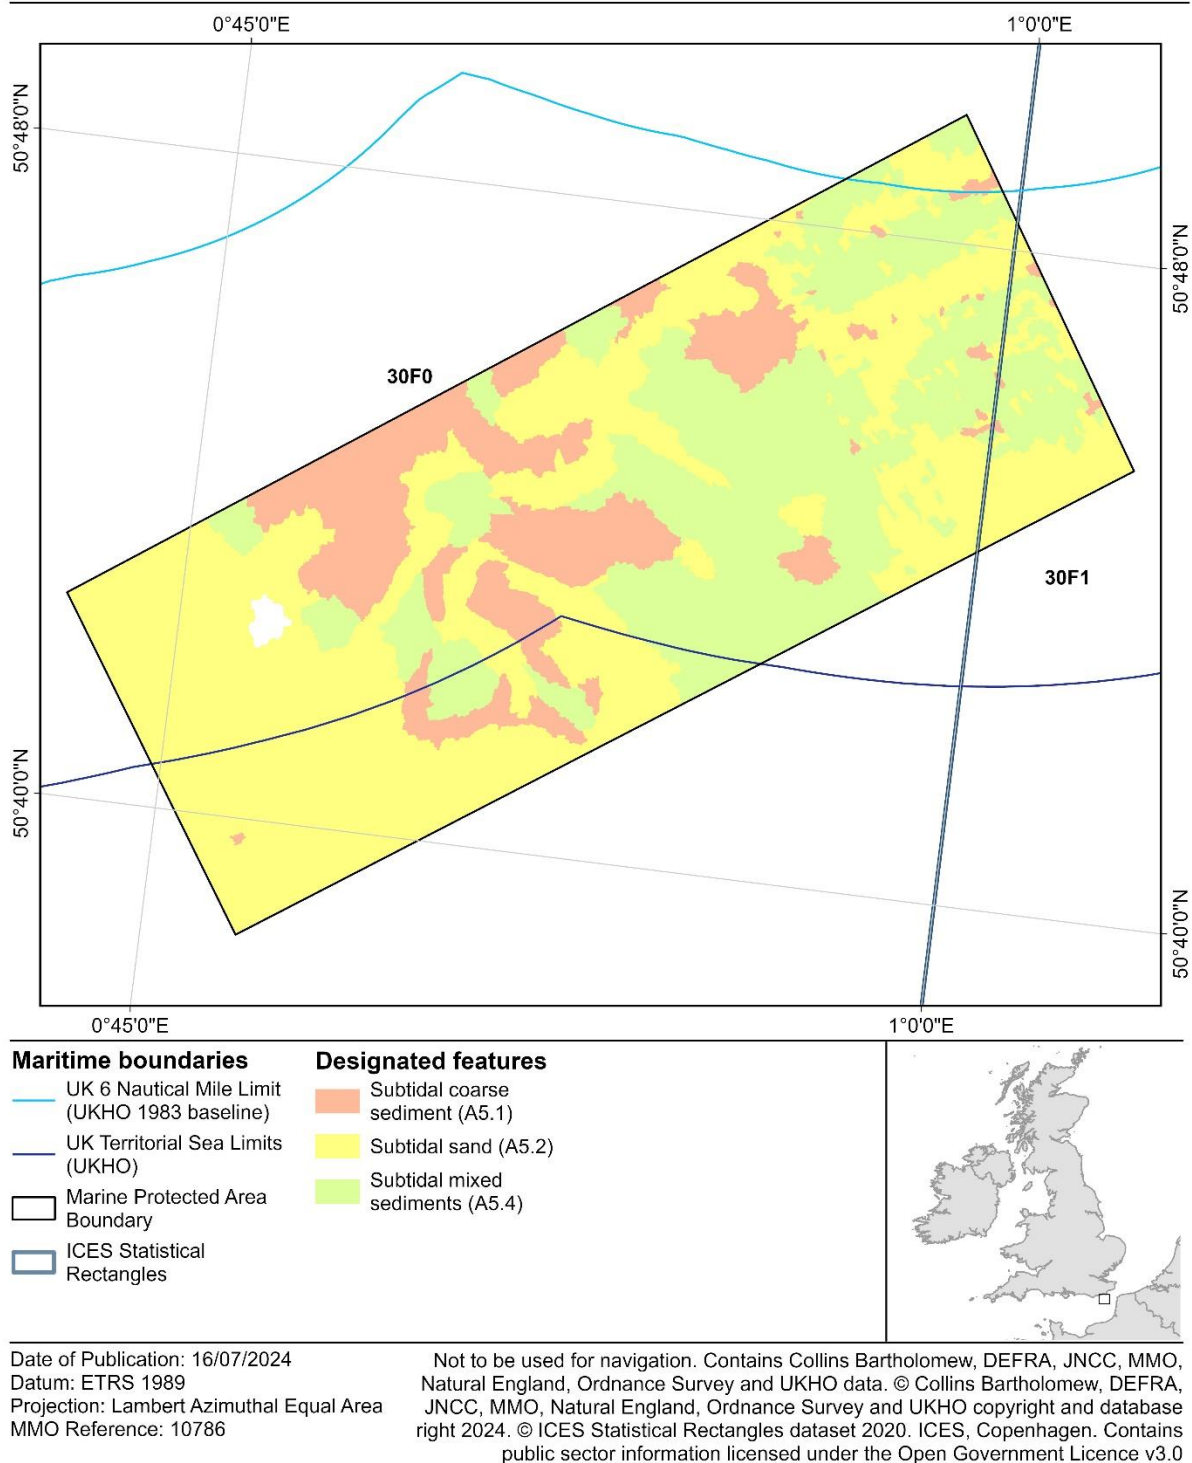 0°45'0"E
1°0'0"E
50°48'0"N
50°48'0"N
30F0
30F1
50°40'0"N
50°40'0"N
0°45'0"E
1°0'0"E
Maritime boundaries
UK 6 Nautical Mile Limit
(UKHO 1983 baseline)
UK Territorial Sea Limits
(UKHO)
Marine Protected Area
Boundary
ICES Statistical
Rectangles
Designated features
Subtidal coarse
sediment (A5.1)
Subtidal sand (A5.2)
Subtidal mixed
sediments (A5.4)
Date of Publication: 16/07/2024
Datum: ETRS 1989
Projection: Lambert Azimuthal Equal Area
MMO Reference: 10786
Not to be used for navigation. Contains Collins Bartholomew, DEFRA, JNCC, MMO,
Natural England, Ordnance Survey and UKHO data. © Collins Bartholomew, DEFRA,
JNCC, MMO, Natural England, Ordnance Survey and UKHO copyright and database
right 2024. © ICES Statistical Rectangles dataset 2020. ICES, Copenhagen. Contains
public sector information licensed under the Open Government Licence v3.0